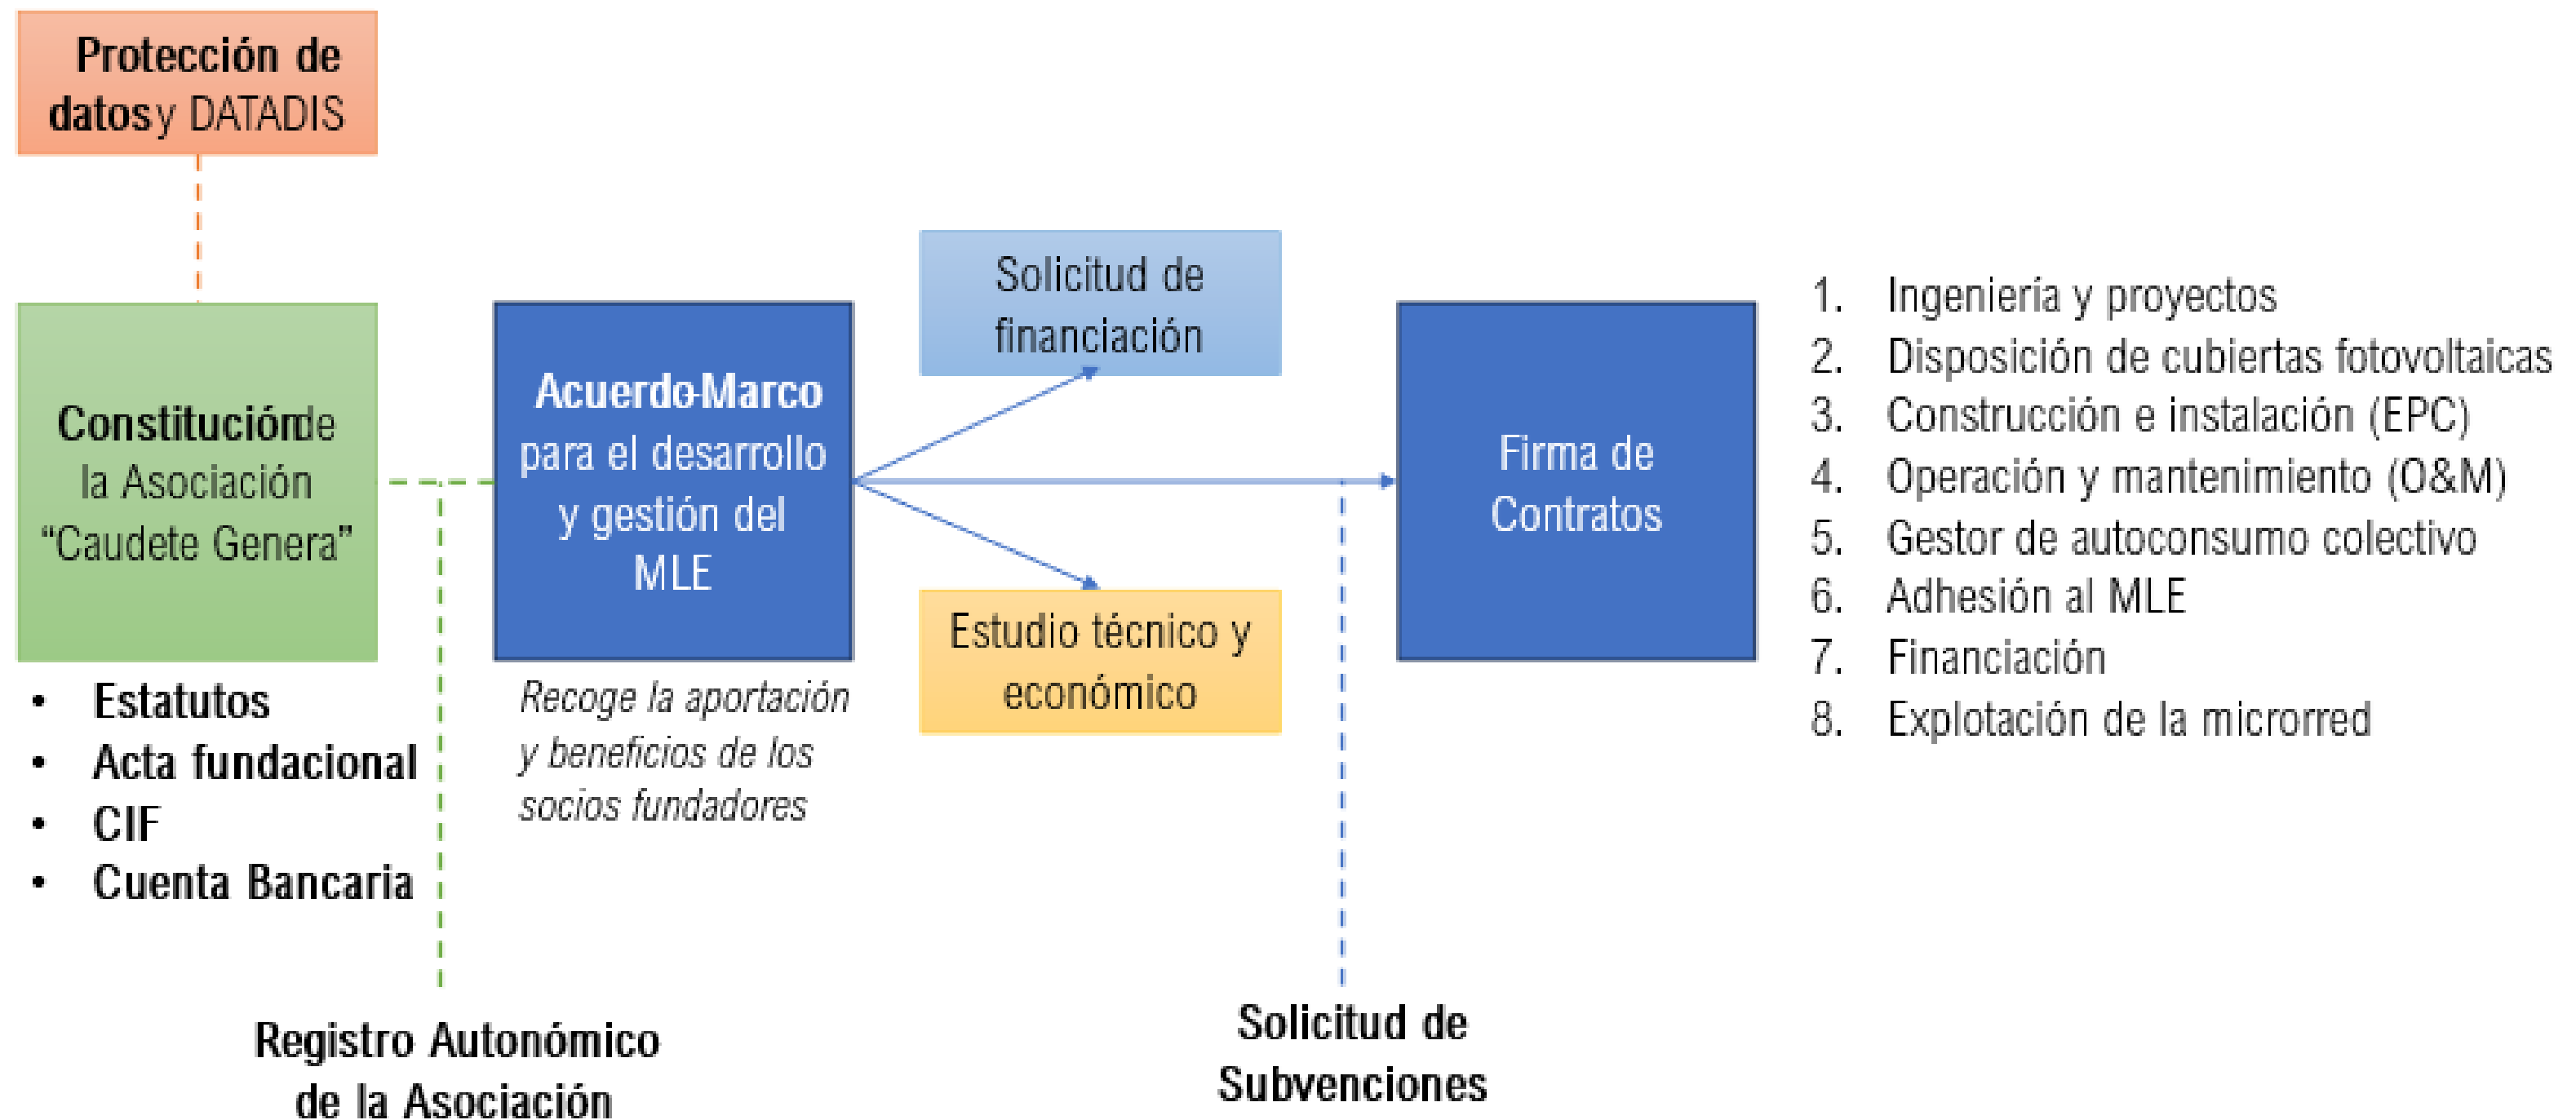 Protección de
datos y DATADIS
Constitución de
la Asociación
“Caudete Genera”
• Estatutos
• Acta fundacional
• CIF
• Cuenta Bancaria
Registro Autonómico
de la Asociación
Acuerdo-Marco
para el desarrollo
y gestión del
MLE
Recoge la aportación
y beneficios de los
socios fundadores
Solicitud de
financiación
Estudio técnico y
económico
Solicitud de
Subvenciones
Firma de
Contratos
1. Ingeniería y proyectos
2. Disposición de cubiertas fotovoltaicas
3. Construcción e instalación (EPC)
4. Operación y mantenimiento (O&M)
5. Gestor de autoconsumo colectivo
6. Adhesión al MLE
7. Financiación
8. Explotación de la microrred